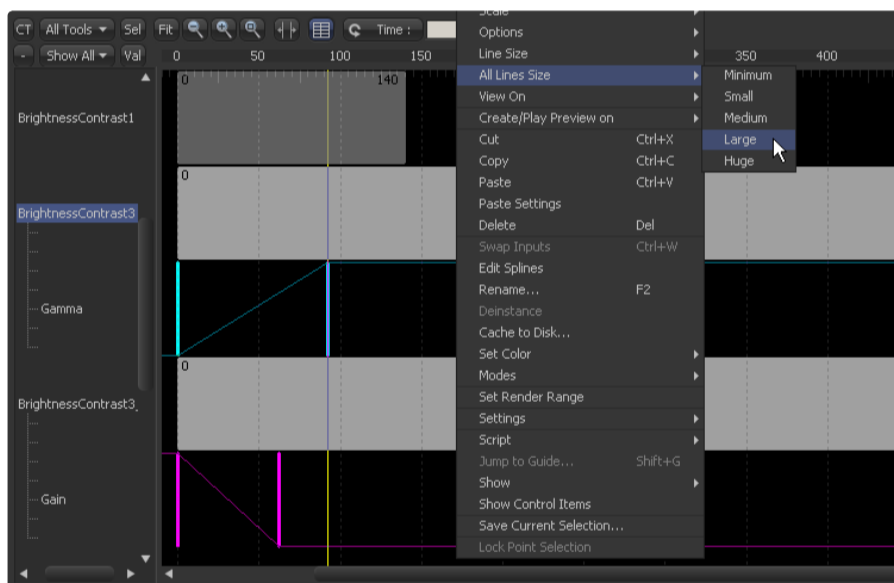 Scale
CT All Tools Sel Fit Time :
Options
- Show All Val 0 50 100 150 350 400
Line Size
0 140
All Lines Size Minimum
View On Small
BrightnessContrast1
Create/Play Preview on Medium
Cut Ctrl+X Large
Copy Ctrl+C Huge
0
Paste Ctrl+V
Paste Settings
BrightnessContrast3
Delete Del
Swap Inputs Ctrl+W
Edit Splines
Rename... F2
Gamma
Deinstance
Cache to Disk...
Set Color
0
Modes
Set Render Range
BrightnessContrast3_
Settings
Script
Jump to Guide... Shift+G
Show
Gain
Show Control Items
Save Current Selection...
Lock Point Selection